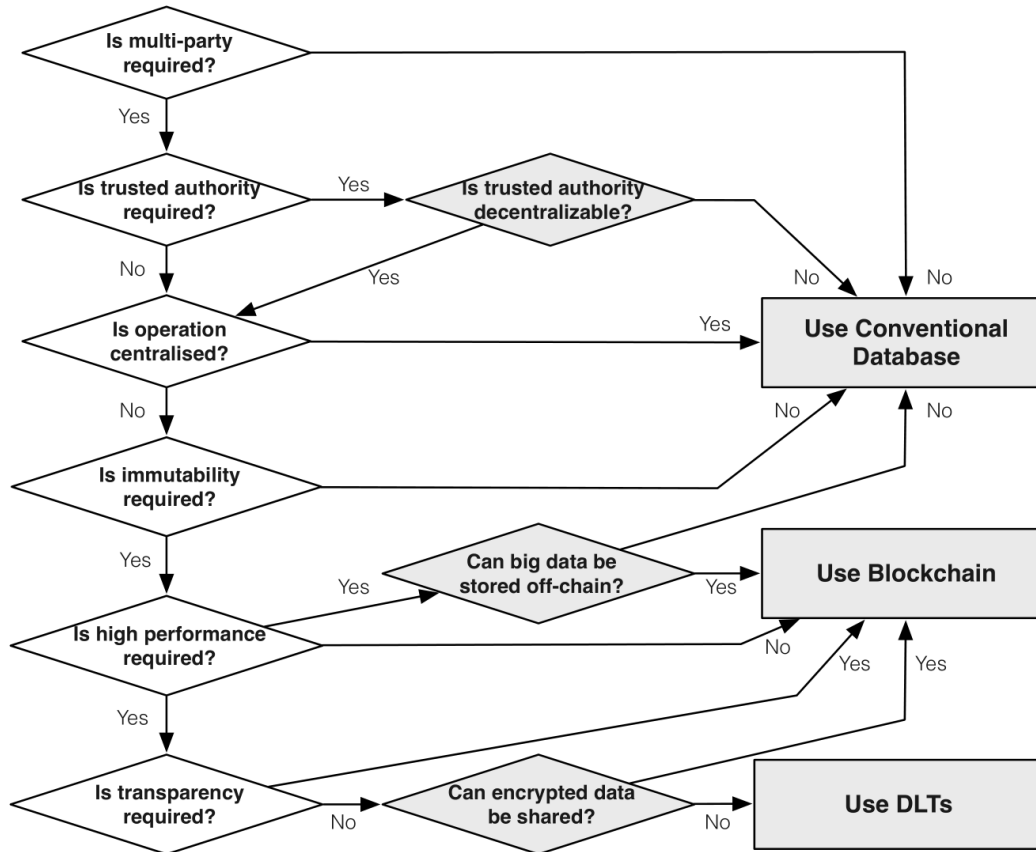 Is multi-party
required?
Yes
Is trusted authority
required?
Yes
Is trusted authority
decentralizable?
No
Yes
No
No
Is operation
centralised?
Yes
Use Conventional
Database
No
No
No
Is immutability
required?
Yes
Yes
Can big data be
stored off-chain?
Yes
Use Blockchain
Is high performance
required?
No
Yes
Yes
Yes
Is transparency
required?
No
Can encrypted data
be shared?
No
Use DLTs